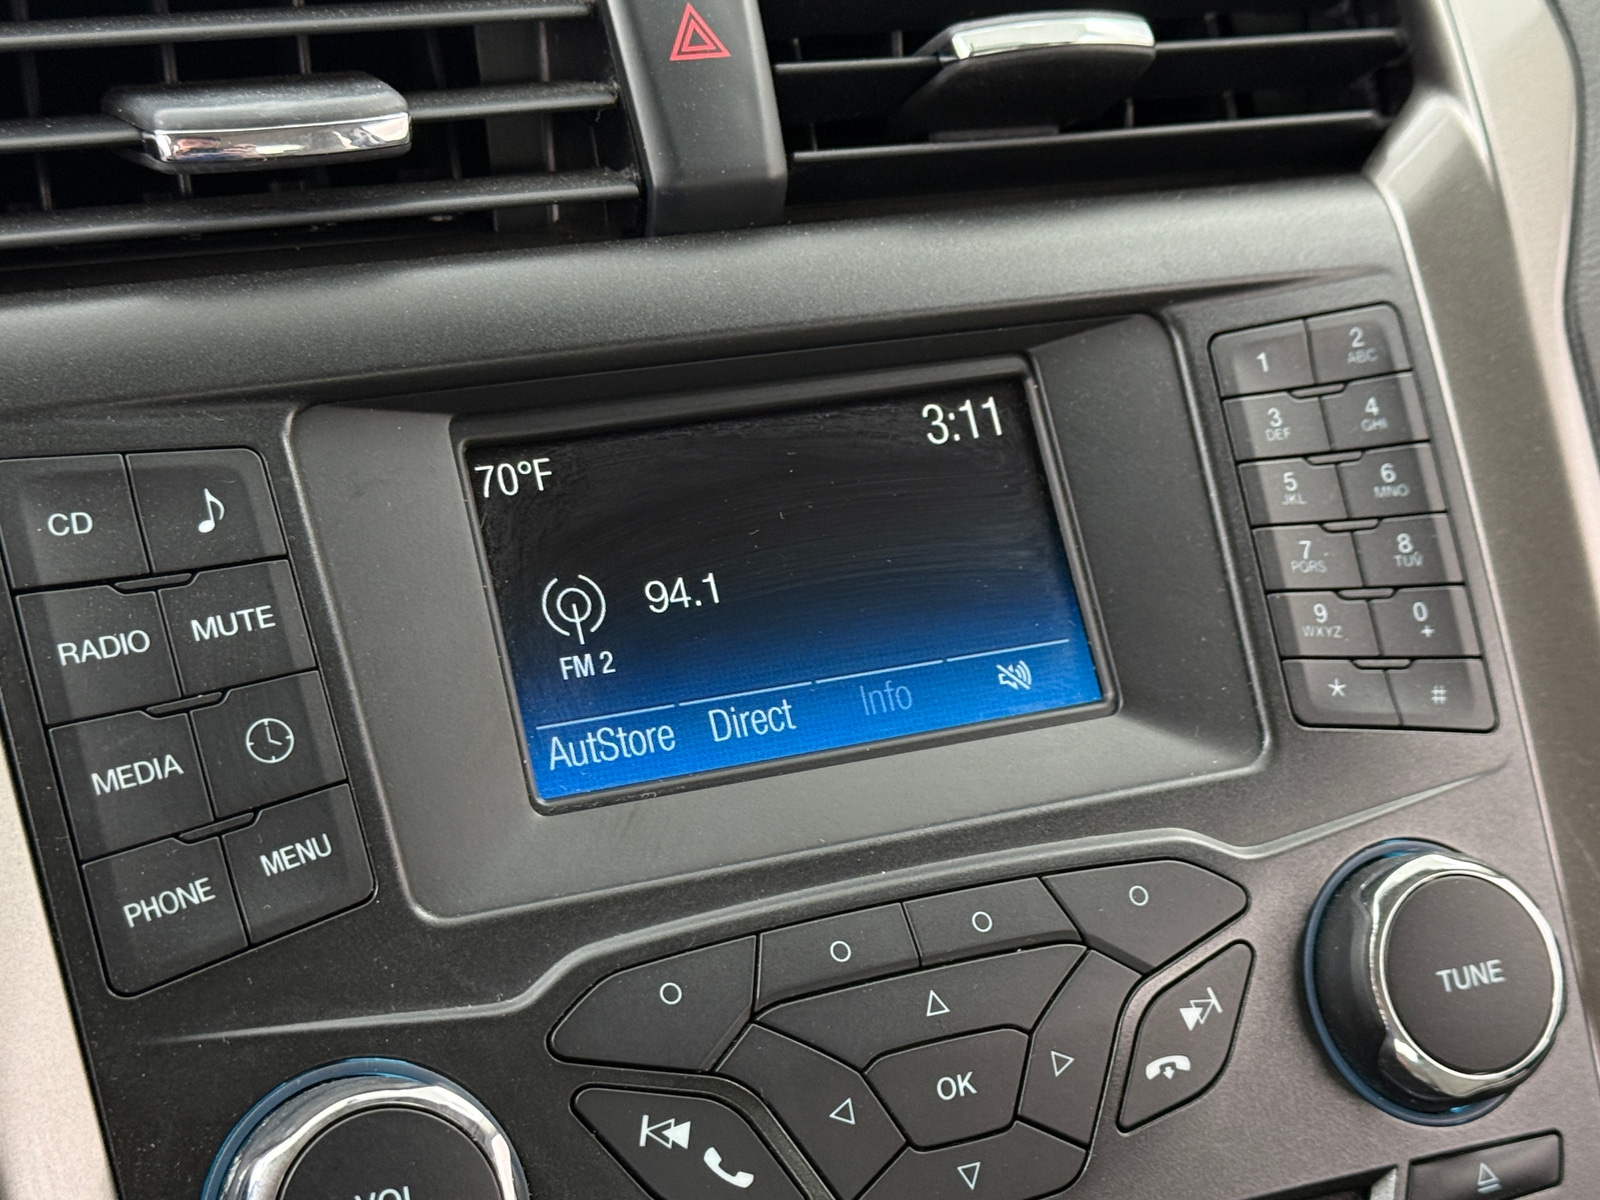 3:11
70°F
94.1
FM 2
AutStore Direct Info
CD
RADIO MUTE
MEDIA
PHONE MENU
1 2 ABC
3 DEF 4 GHI
5 JKL 6 MNO
7 PQRS 8 TUV
9 WXYZ 0 +
* #
OK
TUNE
VOL